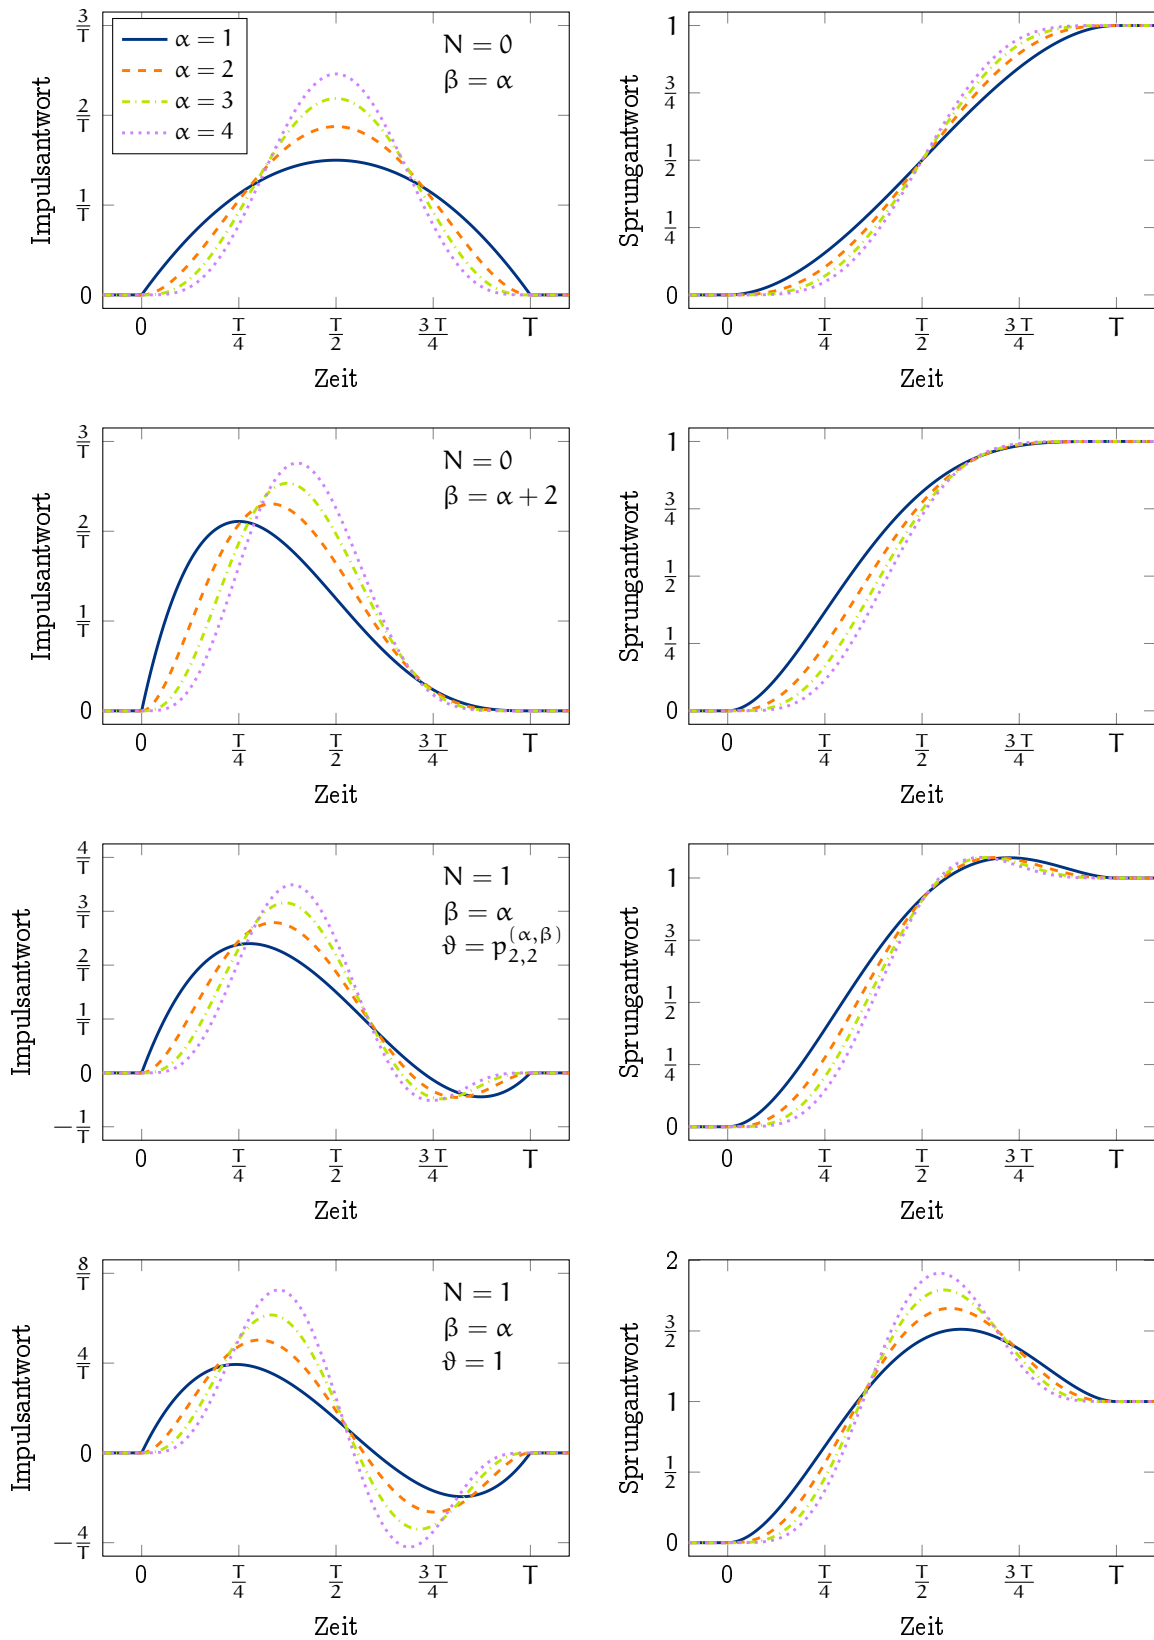 3/T
2/T
1/T
0
Impulsantwort
α = 1
α = 2
α = 3
α = 4
N = 0
β = α
0 T/4 T/2 3 T/4 T
Zeit
1
3/4
1/2
1/4
0
Sprungantwort
0 T/4 T/2 3 T/4 T
Zeit
3/T
2/T
1/T
0
Impulsantwort
N = 0
β = α + 2
0 T/4 T/2 3 T/4 T
Zeit
1
3/4
1/2
1/4
0
Sprungantwort
0 T/4 T/2 3 T/4 T
Zeit
4/T
3/T
2/T
1/T
0
−1/T
Impulsantwort
N = 1
β = α
ϑ = p_{2,2}^{(α,β)}
0 T/4 T/2 3 T/4 T
Zeit
1
3/4
1/2
1/4
0
Sprungantwort
0 T/4 T/2 3 T/4 T
Zeit
8/T
4/T
0
−4/T
Impulsantwort
N = 1
β = α
ϑ = 1
0 T/4 T/2 3 T/4 T
Zeit
2
3/2
1
1/2
0
Sprungantwort
0 T/4 T/2 3 T/4 T
Zeit